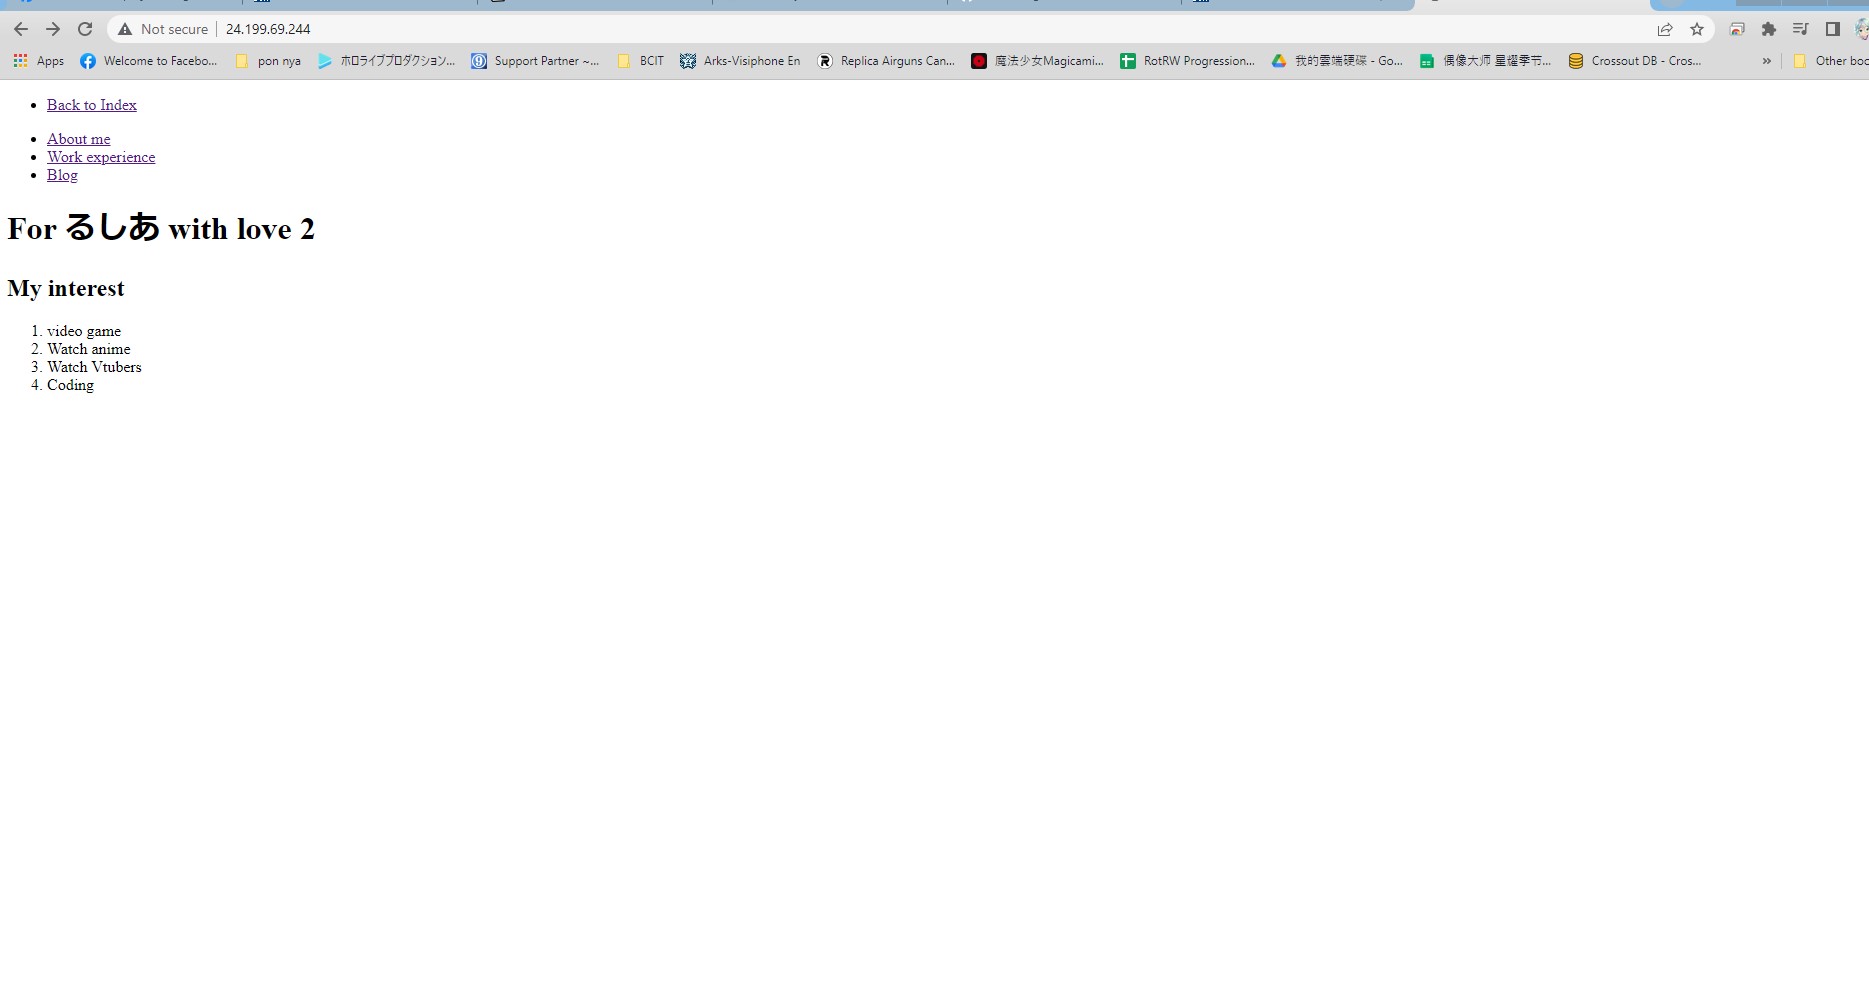 Not secure
24.199.69.244
Apps
Welcome to Facebo...
pon nya
ホロライブプロダクション...
Support Partner ~...
BCIT
Arks-Visiphone En
Replica Airguns Can...
魔法少女Magicami...
RotRW Progression...
我的雲端硬碟 - Go...
偶像大师 星耀季节...
Crossout DB - Cros...
»
Other boo
Back to Index
About me
Work experience
Blog
For るしあ with love 2
My interest
1. video game
2. Watch anime
3. Watch Vtubers
4. Coding